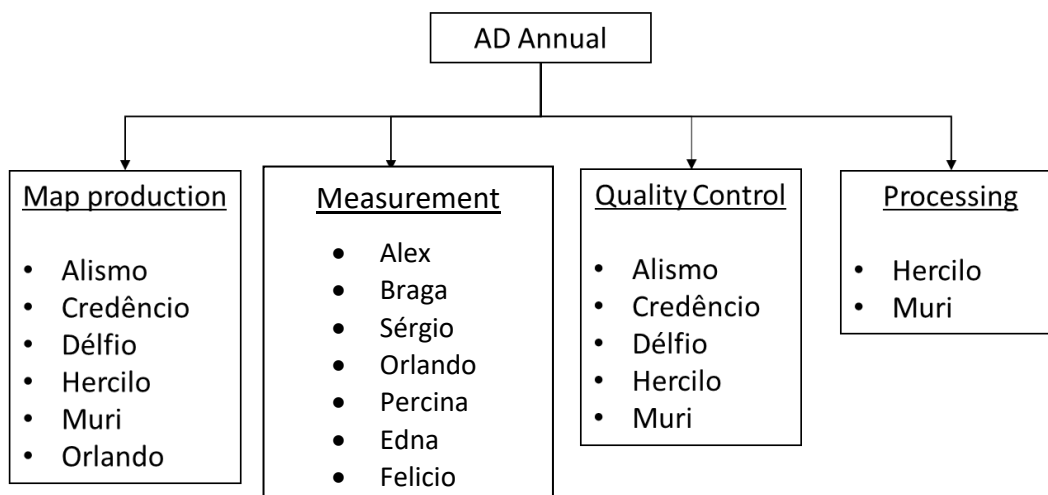 AD Annual
Map production
• Alismo
• Credêncio
• Délfio
• Hercilo
• Muri
• Orlando
Measurement
• Alex
• Braga
• Sérgio
• Orlando
• Percina
• Edna
• Felicio
Quality Control
• Alismo
• Credêncio
• Délfio
• Hercilo
• Muri
Processing
• Hercilo
• Muri